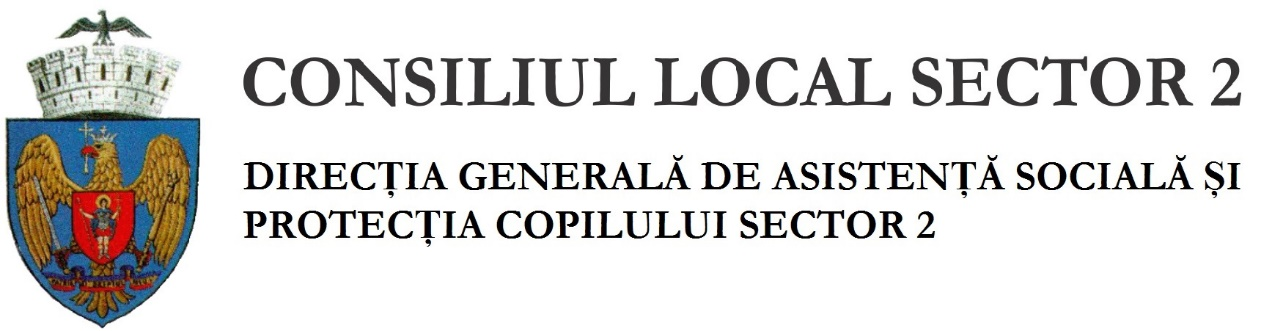 CONSILIUL LOCAL SECTOR 2
DIRECȚIA GENERALĂ DE ASISTENȚĂ SOCIALĂ ȘI
PROTECȚIA COPILULUI SECTOR 2